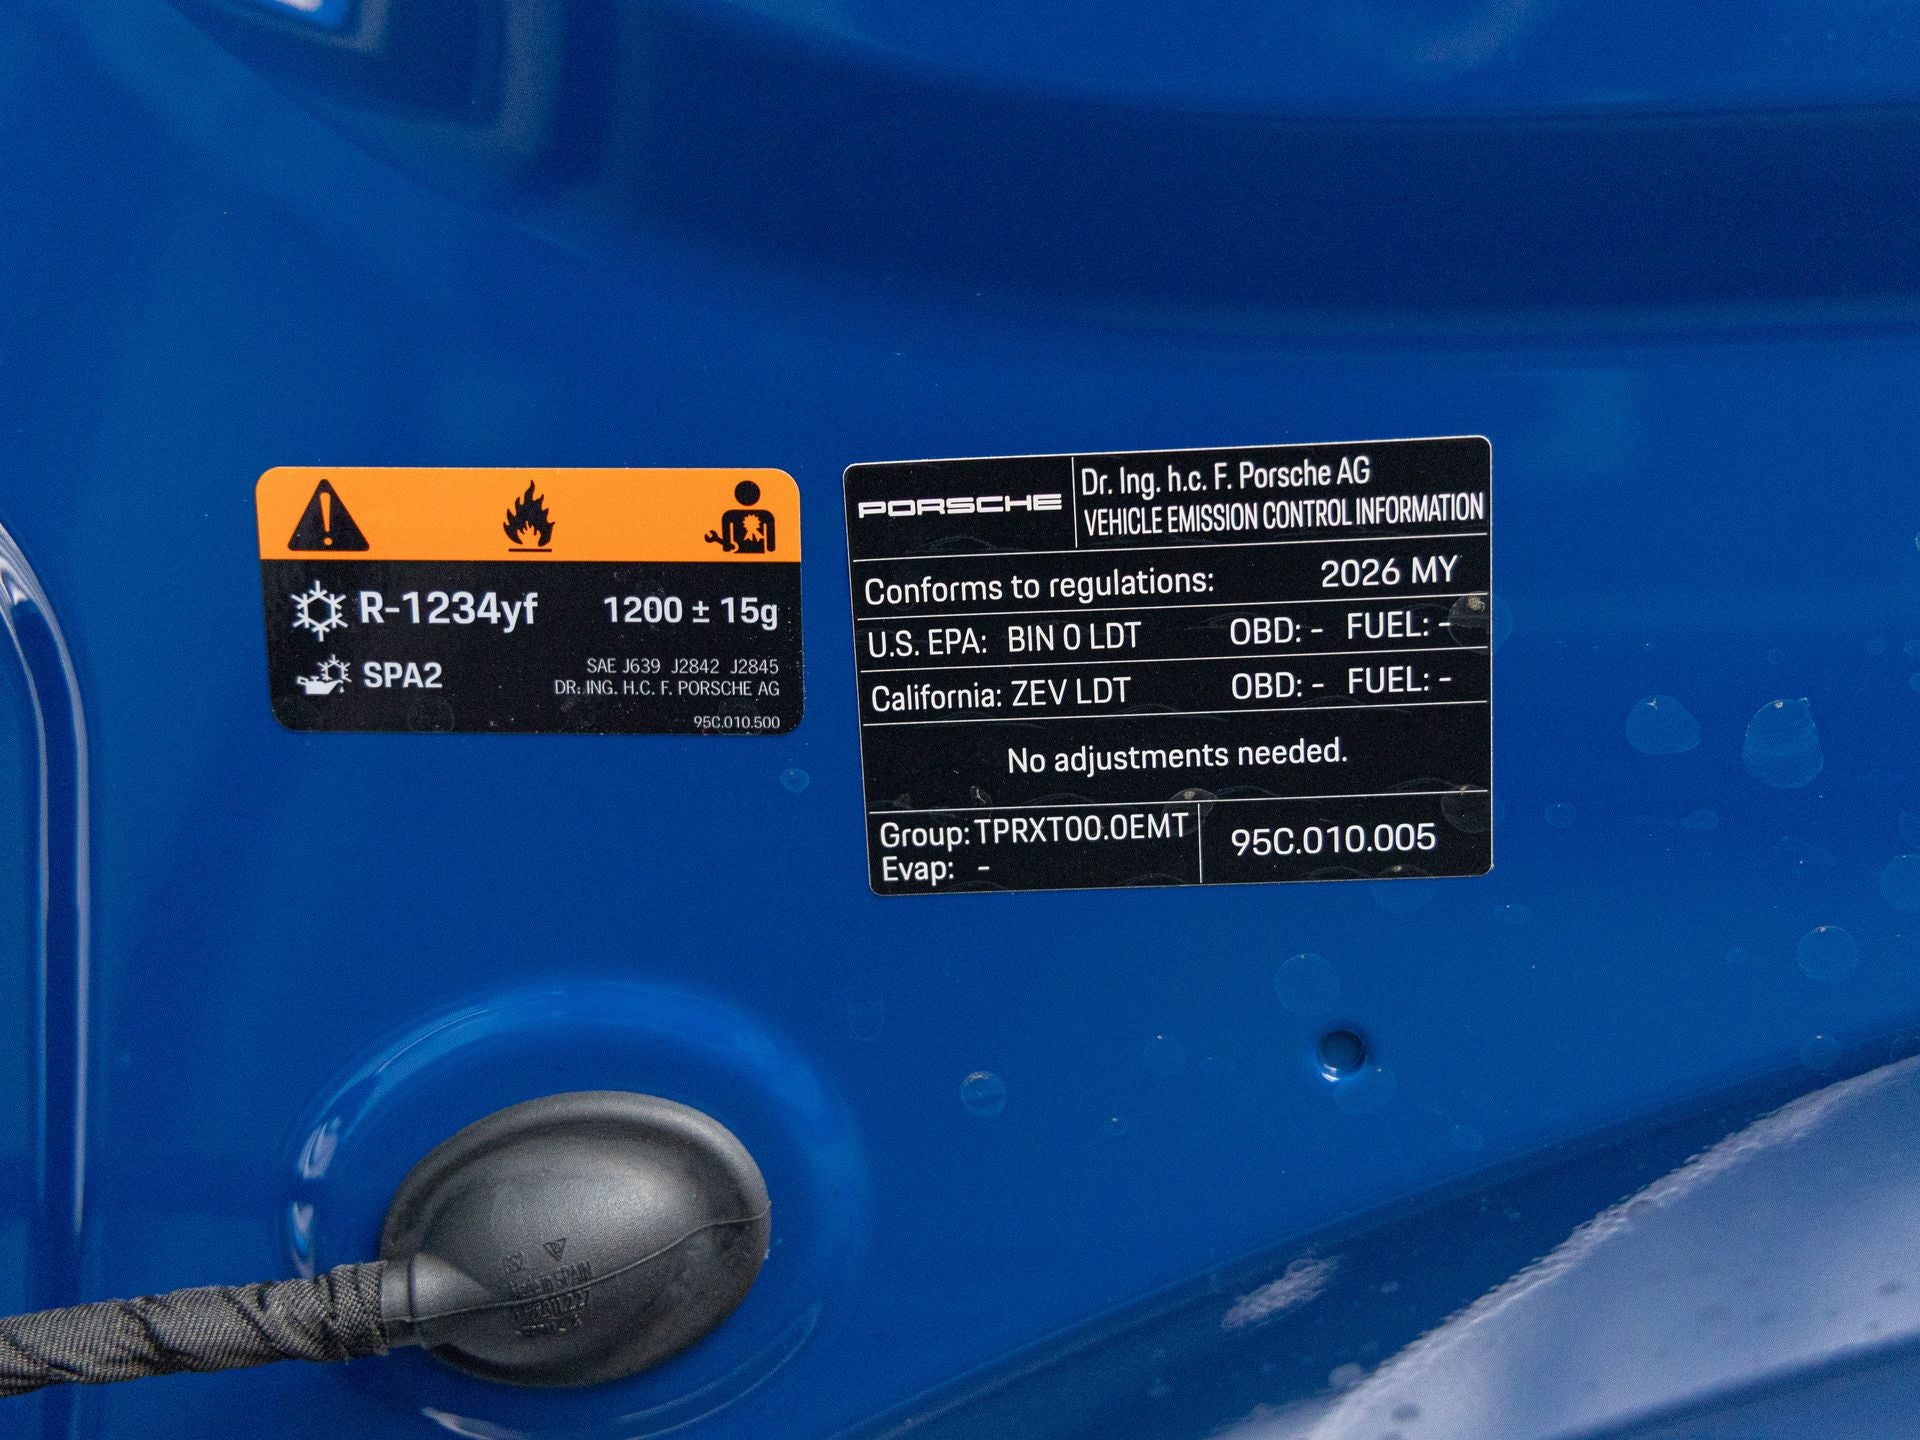 R-1234yf 1200 ± 15g
SPA2
SAE J639 J2842 J2845
DR. ING. H.C. F. PORSCHE AG
95C.010.500
PORSCHE
Dr. Ing. h.c. F. Porsche AG
VEHICLE EMISSION CONTROL INFORMATION
Conforms to regulations: 2026 MY
U.S. EPA: BIN 0 LDT OBD: - FUEL: -
California: ZEV LDT OBD: - FUEL: -
No adjustments needed.
Group: TPRXT00.0EMT
Evap: -
95C.010.005
Made in SPAIN